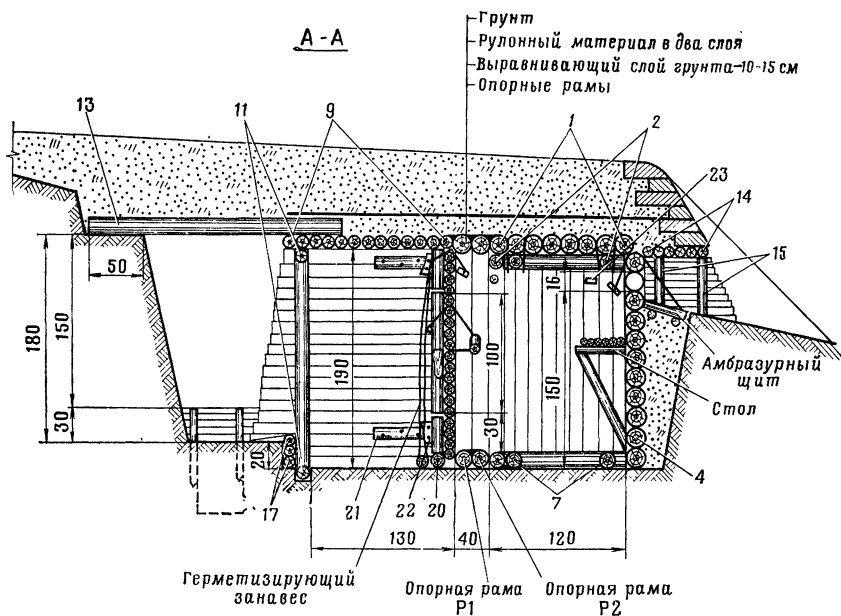 А-А
Грунт
Рулонный материал в два слоя
Выравнивающий слой грунта-10-15 см
Опорные рамы
13
11
9
1
2
23
14
15
50
180
150
30
190
16
100
150
30
20
Амбразурный
щит
Стол
4
7
17
21
22
20
130
40
120
Герметизирующий
занавес
Опорная рама
Р1
Опорная рама
Р2